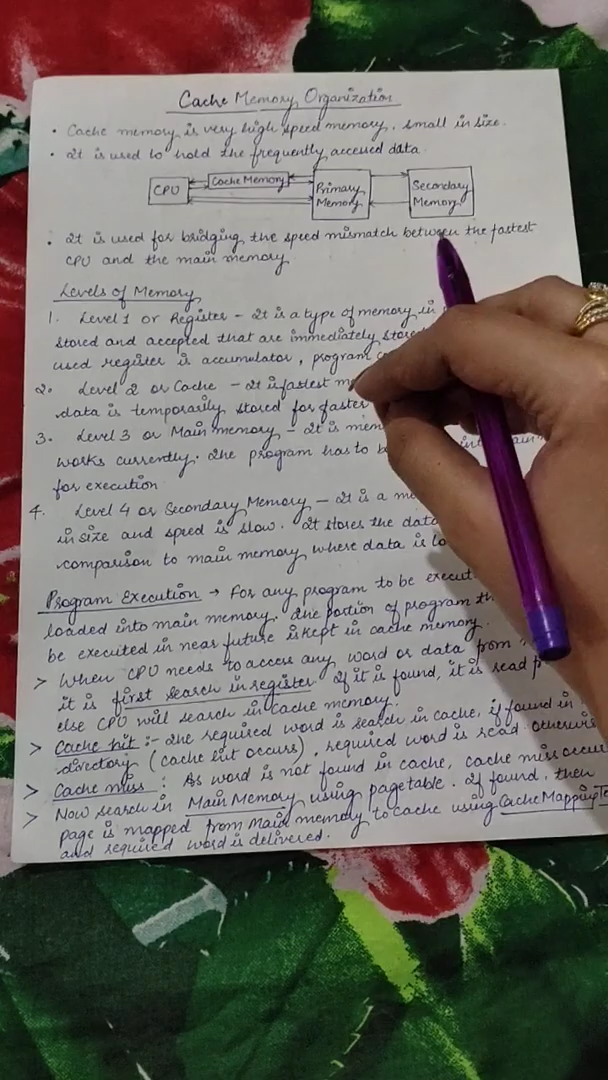 Cache Memory Organization
• Cache memory is very high speed memory, small in size.
• It is used to hold the frequently accessed data.
CPU
Cache Memory
Primary Memory
Secondary Memory
• It is used for bridging the speed mismatch between the fastest
CPU and the main memory.
Levels of Memory
1. Level 1 or Register – It is a type of memory in
stored and accepted that are immediately stored
used register is accumulator, program
2. Level 2 or Cache – It is fastest
data is temporarily stored for faster
3. Level 3 or Main memory – It is
works currently. The program has to
for execution
4. Level 4 or Secondary Memory – It is a
in size and speed is slow. It stores the data
comparison to main memory where data is
Program Execution → For any program to be
loaded into main memory. The portion of program
be executed in near future is kept in cache memory.
> When CPU needs to access any word or data from
it is first search in register. If it is found, it is read
else CPU will search in cache memory.
> Cache hit :- The required word is search in cache, if found in
directory (cache hit occurs), required word is read
> Cache miss : As word is not found in cache, cache miss
> Now search in Main Memory using page table. If found, then
page is mapped from Main memory to cache using Cache Mapping
and required word is delivered.